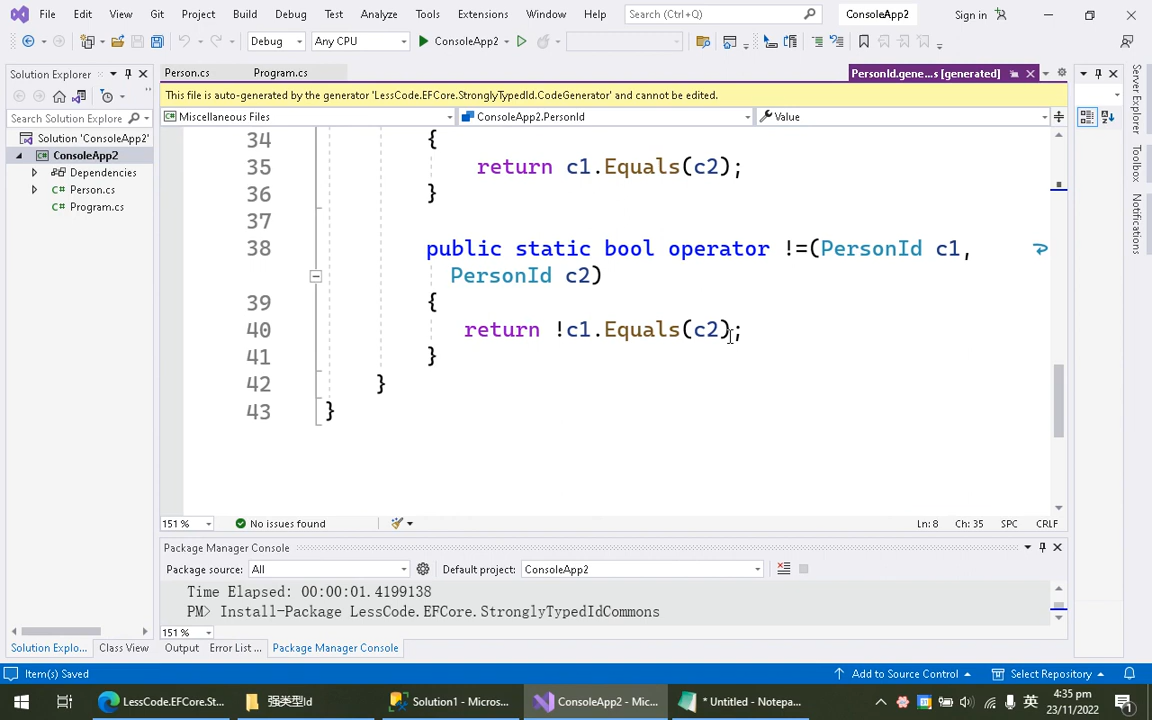 File Edit View Git Project Build Debug Test Analyze Tools Extensions Window Help Search (Ctrl+Q) ConsoleApp2 Sign in
Debug Any CPU ConsoleApp2
Solution Explorer
Person.cs Program.cs PersonId.gene...s [generated]
This file is auto-generated by the generator 'LessCode.EFCore.StronglyTypedId.CodeGenerator' and cannot be edited.
Search Solution Explorer
Miscellaneous Files ConsoleApp2.PersonId Value
Solution 'ConsoleApp2'
ConsoleApp2
Dependencies
Person.cs
Program.cs
34 {
35 return c1.Equals(c2);
36 }
37
38 public static bool operator !=(PersonId c1,
PersonId c2)
39 {
40 return !c1.Equals(c2);
41 }
42 }
43 }
151 % No issues found Ln: 8 Ch: 35 SPC CRLF
Package Manager Console
Package source: All Default project: ConsoleApp2
Time Elapsed: 00:00:01.4199138
PM> Install-Package LessCode.EFCore.StronglyTypedIdCommons
151 %
Solution Explo... Class View Output Error List ... Package Manager Console
Item(s) Saved Add to Source Control Select Repository
Server Explorer
Toolbox
Notifications
LessCode.EFCore.St... 强类型Id Solution1 - Micros... ConsoleApp2 - Mic... * Untitled - Notepa... 英 4:35 pm
23/11/2022
1